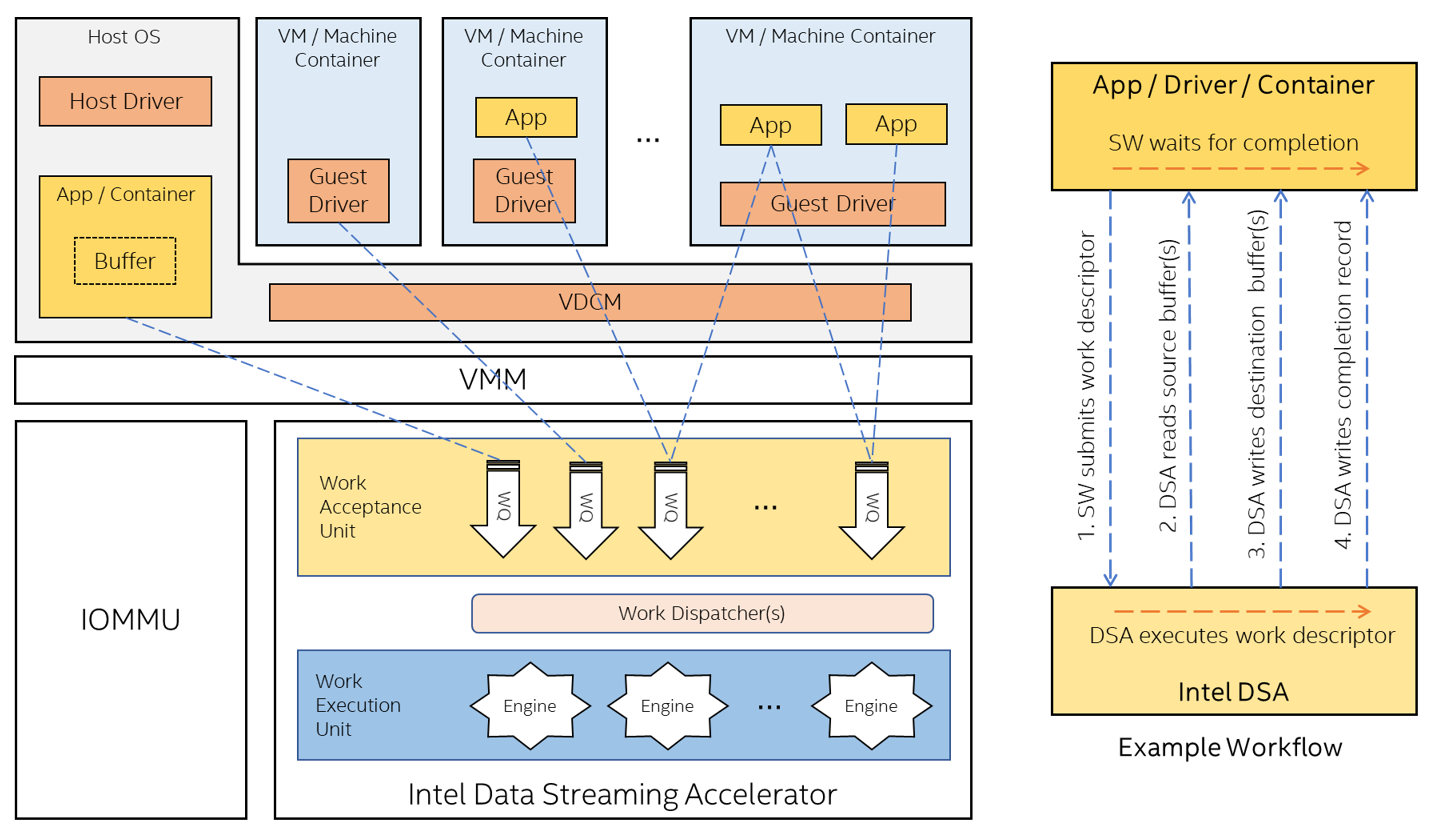 Host OS
Host Driver
App / Container
Buffer
VM / Machine
Container
Guest
Driver
VM / Machine
Container
App
Guest
Driver
...
VM / Machine Container
App
App
Guest Driver
VDCM
VMM
IOMMU
Work
Acceptance
Unit
WQ
WQ
WQ
...
WQ
Work Dispatcher(s)
Work
Execution
Unit
Engine
Engine
...
Engine
Intel Data Streaming Accelerator
App / Driver / Container
SW waits for completion
1. SW submits work descriptor
2. DSA reads source buffer(s)
3. DSA writes destination buffer(s)
4. DSA writes completion record
DSA executes work descriptor
Intel DSA
Example Workflow